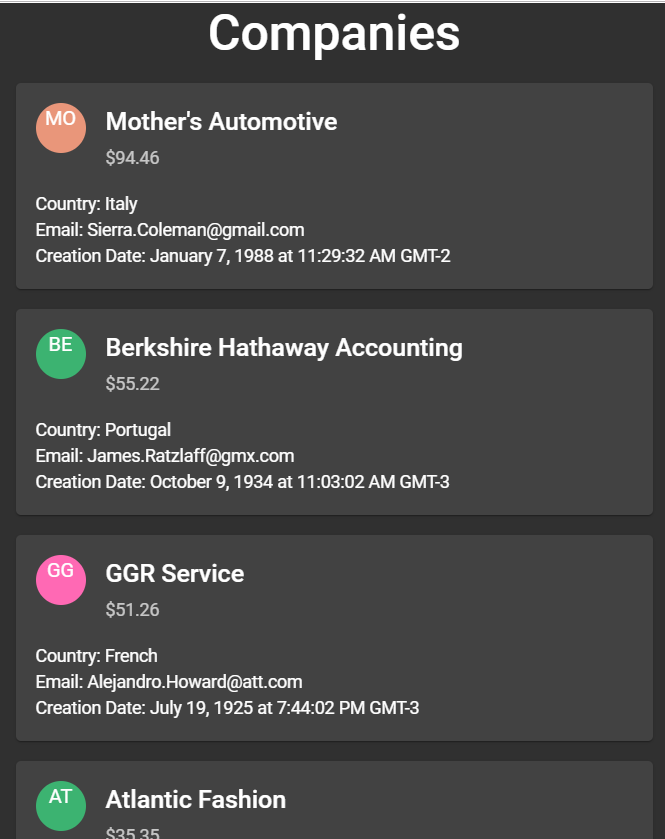 Companies
MO
Mother's Automotive
$94.46
Country: Italy
Email: Sierra.Coleman@gmail.com
Creation Date: January 7, 1988 at 11:29:32 AM GMT-2
BE
Berkshire Hathaway Accounting
$55.22
Country: Portugal
Email: James.Ratzlaff@gmx.com
Creation Date: October 9, 1934 at 11:03:02 AM GMT-3
GG
GGR Service
$51.26
Country: French
Email: Alejandro.Howard@att.com
Creation Date: July 19, 1925 at 7:44:02 PM GMT-3
AT
Atlantic Fashion
$35.35